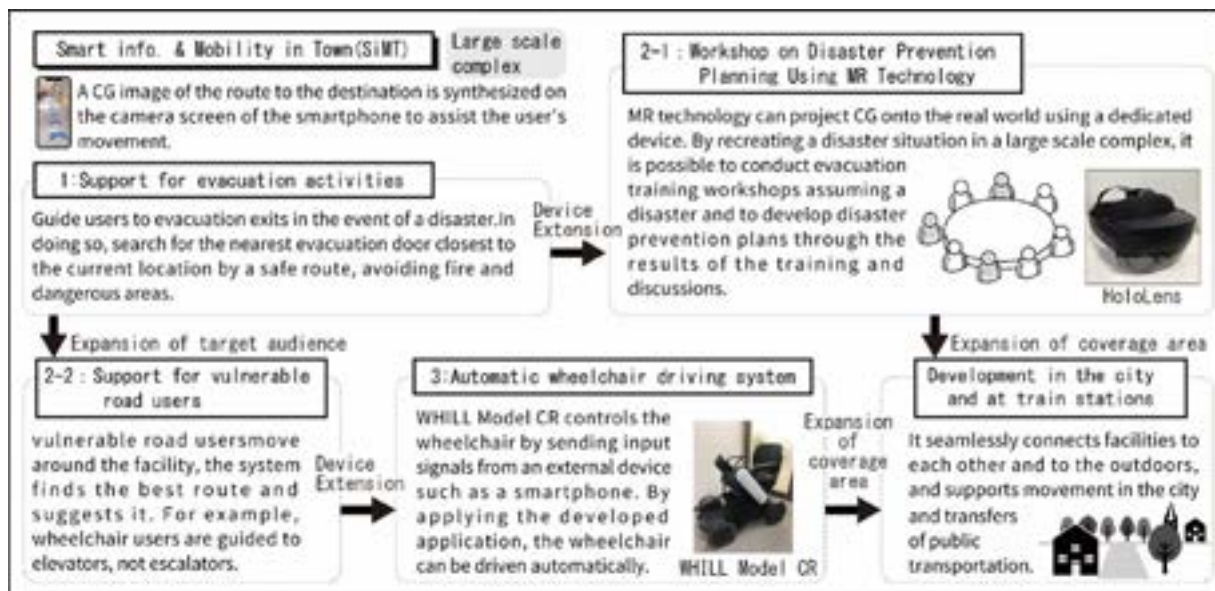 Smart info. & Mobility in Town(SiMT)
Large scale
complex
A CG image of the route to the destination is synthesized on
the camera screen of the smartphone to assist the user's
movement.
1:Support for evacuation activities
Guide users to evacuation exits in the event of a disaster.In
doing so, search for the nearest evacuation door closest to
the current location by a safe route, avoiding fire and
dangerous areas.
Device
Extension
2-1：Workshop on Disaster Prevention
Planning Using MR Technology
MR technology can project CG onto the real world using a dedicated
device. By recreating a disaster situation in a large scale complex, it
is possible to conduct evacuation
training workshops assuming a
disaster and to develop disaster
prevention plans through the
results of the training and
discussions.
HoloLens
Expansion of target audience
2-2：Support for vulnerable
road users
vulnerable road usersmove
around the facility, the system
finds the best route and
suggests it. For example,
wheelchair users are guided to
elevators, not escalators.
Device
Extension
3:Automatic wheelchair driving system
WHILL Model CR controls the
wheelchair by sending input
signals from an external device
such as a smartphone. By
applying the developed
application, the wheelchair
can be driven automatically.
WHILL Model CR
Expansion
of
coverage
area
Expansion of coverage area
Development in the city
and at train stations
It seamlessly connects facilities to
each other and to the outdoors,
and supports movement in the city
and transfers
of public
transportation.